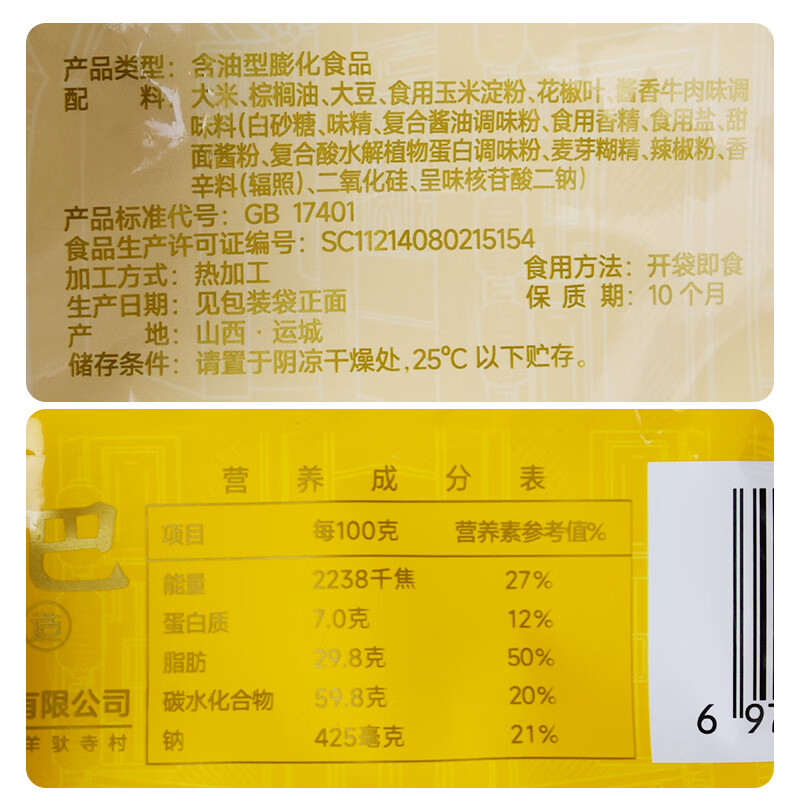 产品类型：含油型膨化食品
配 料：大米、棕榈油、大豆、食用玉米淀粉、花椒叶、酱香牛肉味调
味料(白砂糖、味精、复合酱油调味粉、食用香精、食用盐、甜
面酱粉、复合酸水解植物蛋白调味粉、麦芽糊精、辣椒粉、香
辛料(辐照)、二氧化硅、呈味核苷酸二钠)
产品标准代号：GB 17401
食品生产许可证编号：SC11214080215154
加工方式：热加工 食用方法：开袋即食
生产日期：见包装袋正面 保 质 期：10个月
产 地：山西·运城
储存条件：请置于阴凉干燥处,25℃以下贮存。
营 养 成 分 表
项目 每100克 营养素参考值%
能量 2238千焦 27%
蛋白质 7.0克 12%
脂肪 29.8克 50%
碳水化合物 59.8克 20%
钠 425毫克 21%
巴
造
有限公司
羊驮寺村
6 97